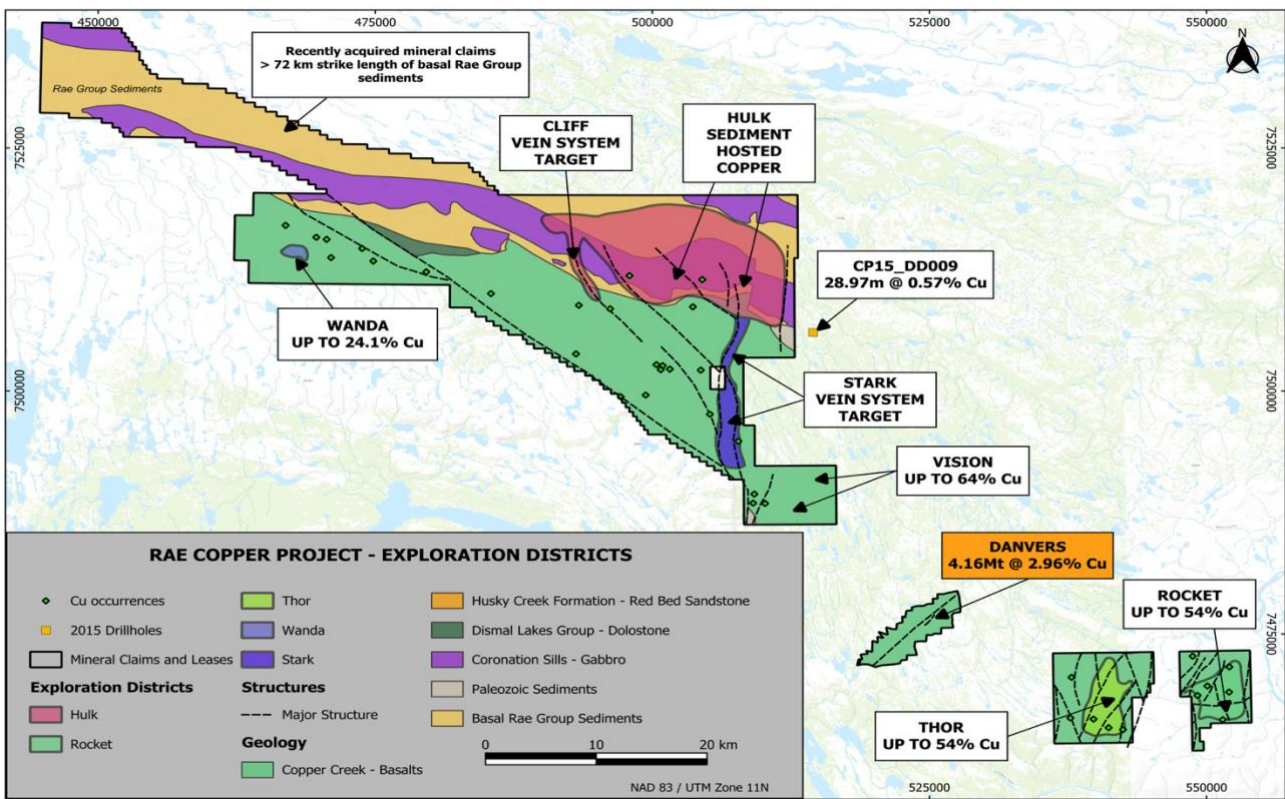 450000
475000
500000
525000
550000
N
Recently acquired mineral claims
> 72 km strike length of basal Rae Group
sediments
Rae Group Sediments
CLIFF
VEIN SYSTEM
TARGET
HULK
SEDIMENT
HOSTED
COPPER
7525000
7525000
CP15_DD009
28.97m @ 0.57% Cu
WANDA
UP TO 24.1% Cu
7500000
7500000
STARK
VEIN SYSTEM
TARGET
VISION
UP TO 64% Cu
DANVERS
4.16Mt @ 2.96% Cu
ROCKET
UP TO 54% Cu
7475000
THOR
UP TO 54% Cu
RAE COPPER PROJECT - EXPLORATION DISTRICTS
Cu occurrences
2015 Drillholes
Mineral Claims and Leases
Exploration Districts
Hulk
Rocket
Thor
Wanda
Stark
Structures
Major Structure
Geology
Copper Creek - Basalts
Husky Creek Formation - Red Bed Sandstone
Dismal Lakes Group - Dolostone
Coronation Sills - Gabbro
Paleozoic Sediments
Basal Rae Group Sediments
0 10 20 km
NAD 83 / UTM Zone 11N
525000
550000